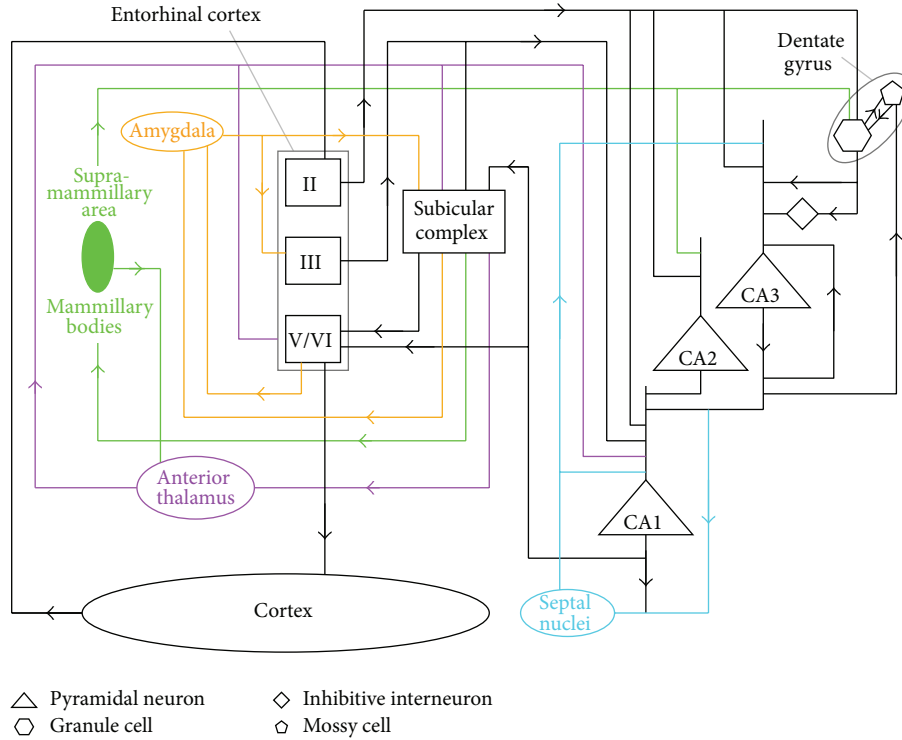 Entorhinal cortex
Dentate
gyrus
Amygdala
Supra-
mammillary
area
II
Subicular
complex
III
Mammillary
bodies
CA3
V/VI
CA2
Anterior
thalamus
CA1
Cortex
Septal
nuclei
Pyramidal neuron
Inhibitive interneuron
Granule cell
Mossy cell